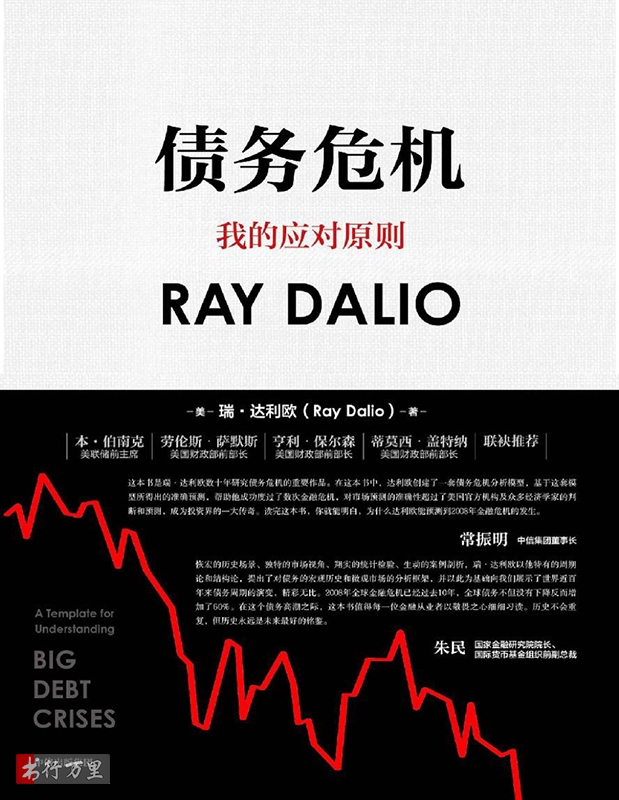 债务危机
我的应对原则
RAY DALIO
美 瑞·达利欧（Ray Dalio） 著
本·伯南克
美联储前主席
劳伦斯·萨默斯
美国财政部前部长
亨利·保尔森
美国财政部前部长
蒂莫西·盖特纳
美国财政部前部长
联袂推荐
这本书是瑞·达利欧数十年研究债务危机的重要作品。在这本书中，达利欧创建了一套债务危机分析模型，基于这套模
型所得出的准确预测，帮助他成功度过了数次金融危机，对市场预测的准确性超过了美国官方机构及众多经济学家的判
断和预测，成为投资界的一大传奇。读完这本书，你就能明白，为什么达利欧能预测到2008年金融危机的发生。
常振明 中信集团董事长
恢宏的历史场景、独特的市场视角、翔实的统计检验、生动的案例剖析，瑞·达利欧以他特有的周期
论和结构论，提出了对债务的宏观历史和微观市场的分析框架，并以此为基础向我们展示了世界近百
年来债务周期的演变，精彩无比。2008年全球金融危机已经过去10年，全球债务不但没有下降反而增
加了60%。在这个债务高潮之际，这本书值得每一位金融从业者以敬畏之心细细习读。历史不会重
复，但历史永远是未来最好的铭鉴。
朱民 国家金融研究院院长、
国际货币基金组织前副总裁
A Template for
Understanding
BIG
DEBT
CRISES
书行万里